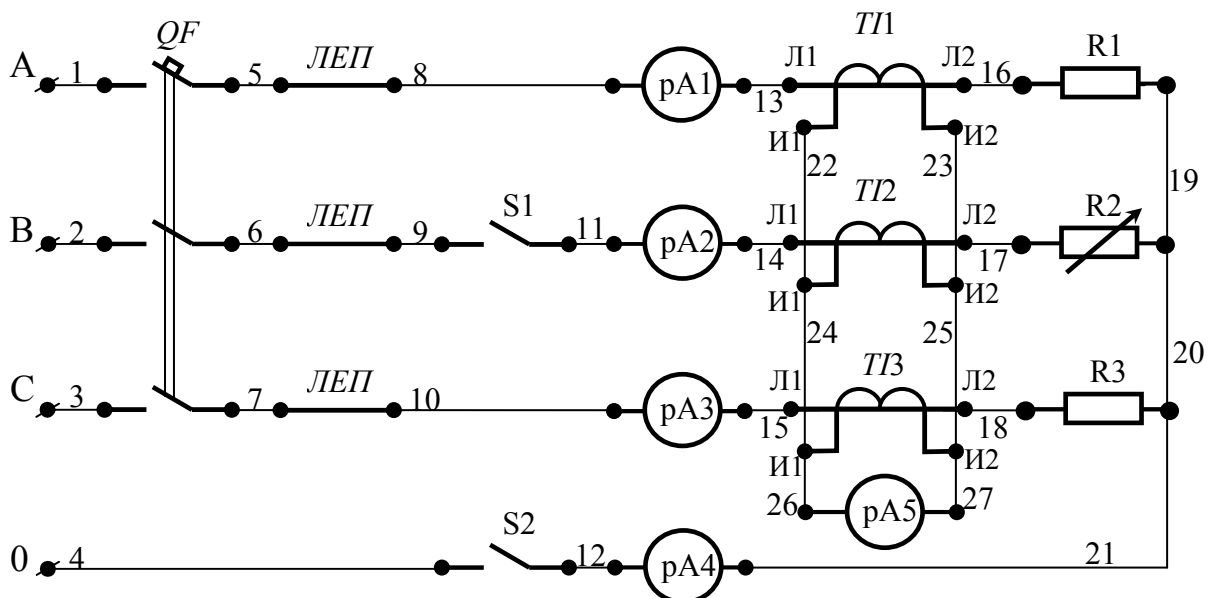 QF TI1
A 1 5 ЛЕП 8 pA1 13 Л1 Л2 16 R1
И1 И2
22 23 19
TI2
B 2 6 ЛЕП 9 S1 11 pA2 14 Л1 Л2 17 R2
И1 И2
24 25 20
TI3
C 3 7 ЛЕП 10 pA3 15 Л1 Л2 18 R3
И1 И2
26 pA5 27
0 4 S2 12 pA4 21